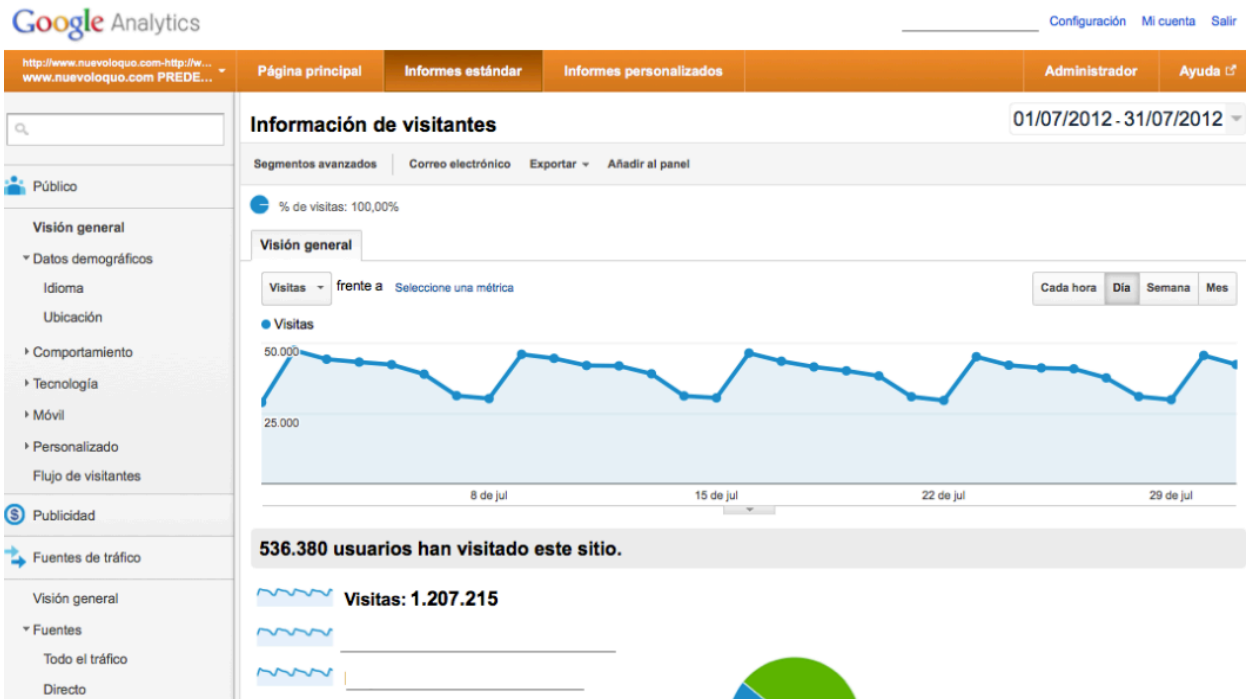 Google Analytics
Configuración Mi cuenta Salir
http://www.nuevoloquo.com-http://w...
www.nuevoloquo.com PREDE...
Página principal Informes estándar Informes personalizados Administrador Ayuda
Información de visitantes
01/07/2012 - 31/07/2012
Segmentos avanzados Correo electrónico Exportar Añadir al panel
Público
% de visitas: 100,00%
Visión general
Visión general
Datos demográficos
Idioma
Ubicación
Comportamiento
Tecnología
Móvil
Personalizado
Flujo de visitantes
Publicidad
Fuentes de tráfico
Visión general
Fuentes
Todo el tráfico
Directo
Visitas frente a Seleccione una métrica
Cada hora Día Semana Mes
Visitas
50.000
25.000
8 de jul 15 de jul 22 de jul 29 de jul
536.380 usuarios han visitado este sitio.
Visitas: 1.207.215